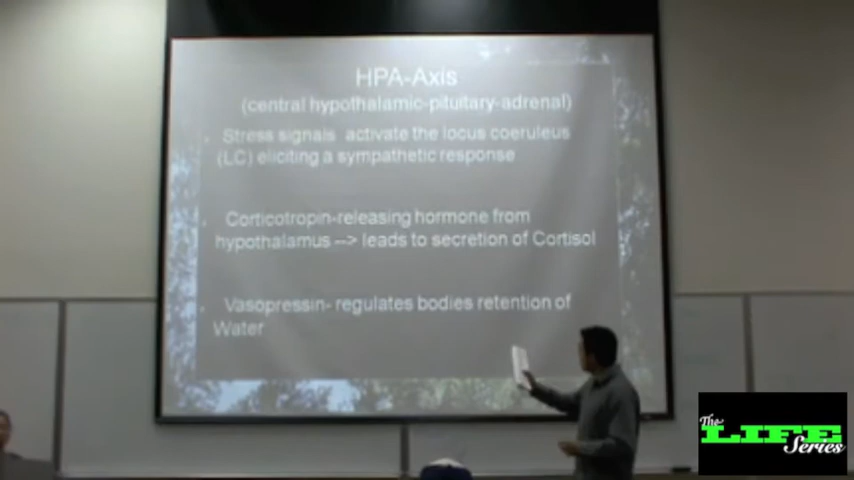 HPA-Axis
(central hypothalamic-pituitary-adrenal)
Stress signals activate the locus coeruleus
(LC) eliciting a sympathetic response
Corticotropin-releasing hormone from
hypothalamus --> leads to secretion of Cortisol
Vasopressin- regulates bodies retention of
Water
The
LIFE
Series